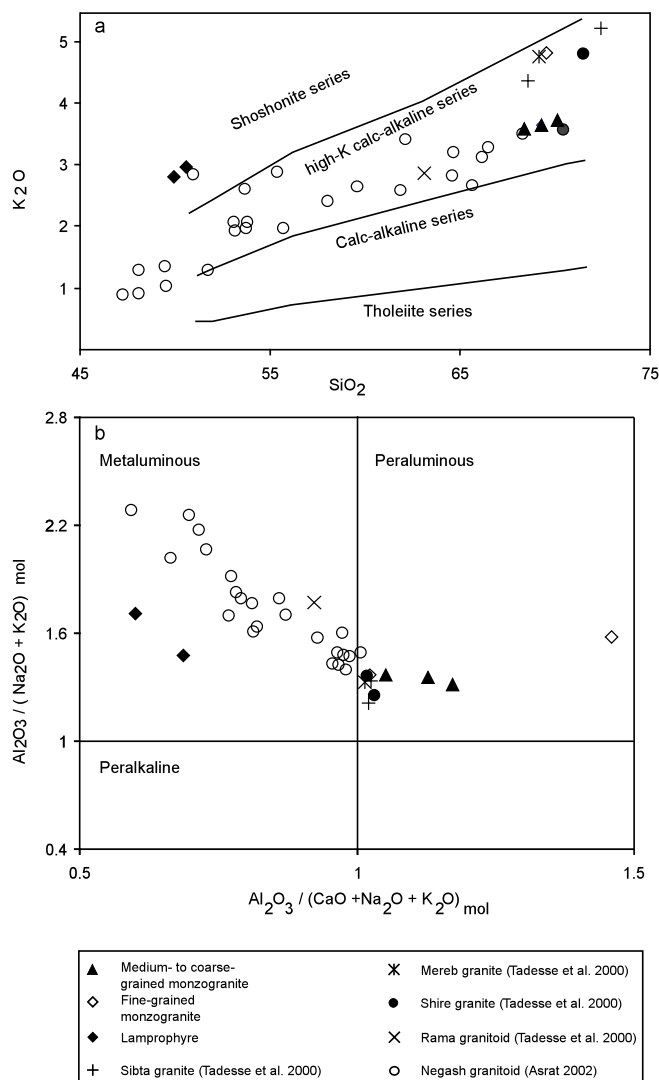 a
5
4
3
2
1
K2O
Shoshonite series
high-K calc-alkaline series
Calc-alkaline series
Tholeiite series
45
55
65
75
SiO2
b
2.8
2.2
1.6
1
0.4
Al2O3 / ( Na2O + K2O) mol
Metaluminous
Peraluminous
Peralkaline
0.5
1
1.5
Al2O3 / (CaO +Na2O + K2O) mol
Medium- to coarse-
grained monzogranite
Fine-grained
monzogranite
Lamprophyre
Sibta granite (Tadesse et al. 2000)
Mereb granite (Tadesse et al. 2000)
Shire granite (Tadesse et al. 2000)
Rama granitoid (Tadesse et al. 2000)
Negash granitoid (Asrat 2002)